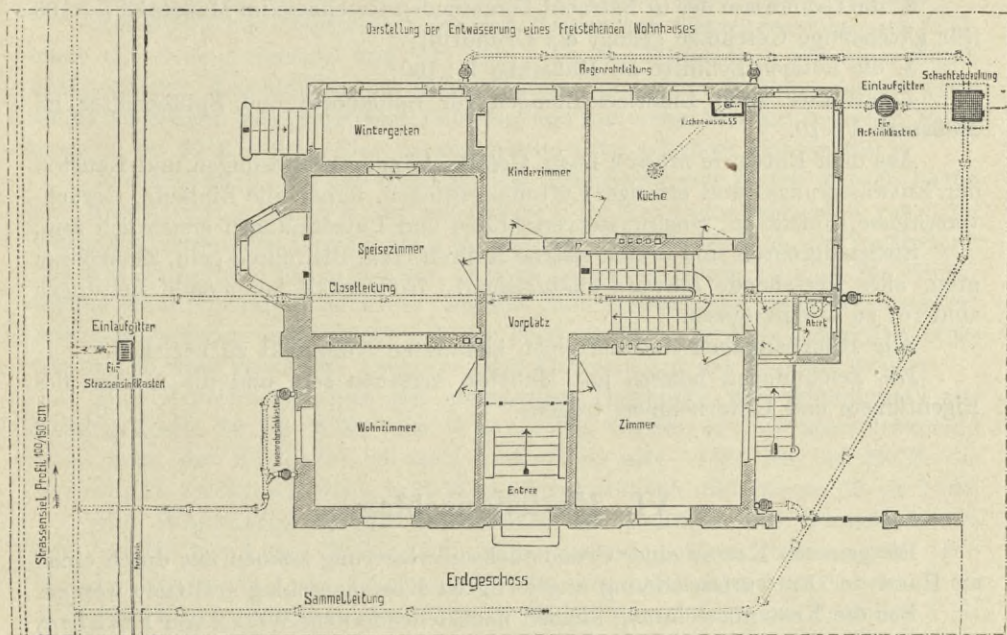 Darstellung der Entwässerung eines Freistehenden Wohnhauses
Regenrohrleitung
Schachtabdeckung
Einlaufgitter
Für
Hofsinkkasten
Wintergarten
Küchenausguss
Kinderzimmer
Küche
Speisezimmer
Closetleitung
Vorplatz
Abort
Einlaufgitter
Für
Strassensinkkasten
Wohnzimmer
Zimmer
Entree
Strassensiel Profil 100/150 cm
Erdgeschoss
Sammelleitung